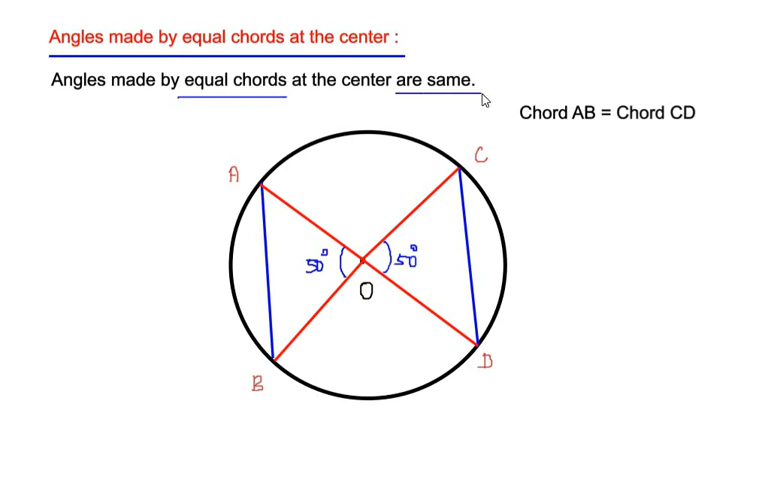 Angles made by equal chords at the center :
Angles made by equal chords at the center are same.
Chord AB = Chord CD
C
A
50° 50°
O
D
B